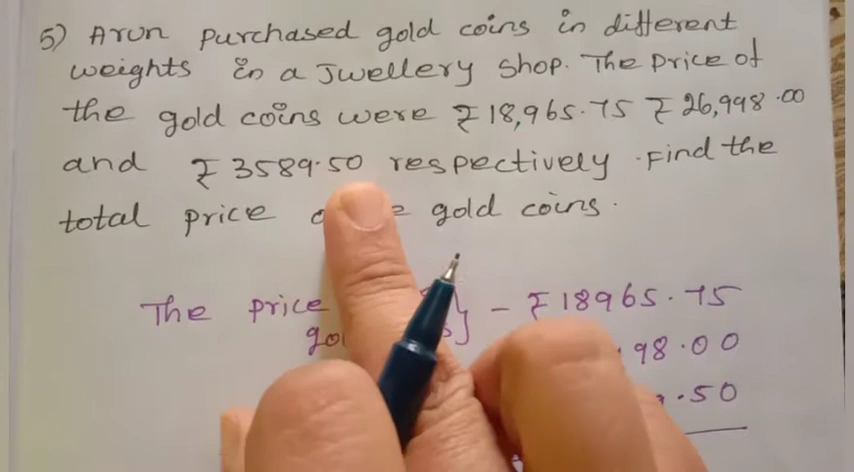 5) Arun purchased gold coins in different
weights in a Jwellery shop. The price of
the gold coins were ₹18,965.75 ₹26,998.00
and ₹3589.50 respectively. Find the
total price gold coins.
The price - ₹18965.75
98.00
.50